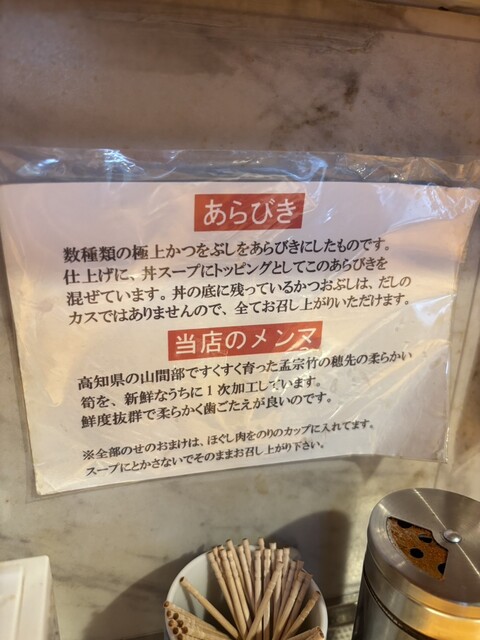 あらびき
数種類の極上かつをぶしをあらびきにしたものです。
仕上げに、丼スープにトッピングとしてこのあらびきを
混ぜています。丼の底に残っているかつおぶしは、だしの
カスではありませんので、全てお召し上がりいただけます。
当店のメンマ
高知県の山間部ですくすく育った孟宗竹の穂先の柔らかい
筍を、新鮮なうちに1次加工しています。
鮮度抜群で柔らかく歯ごたえが良いのです。
※全部のせのおまけは、ほぐし肉をのりのカップに入れてます。
スープにとかさないでそのままお召し上がり下さい。